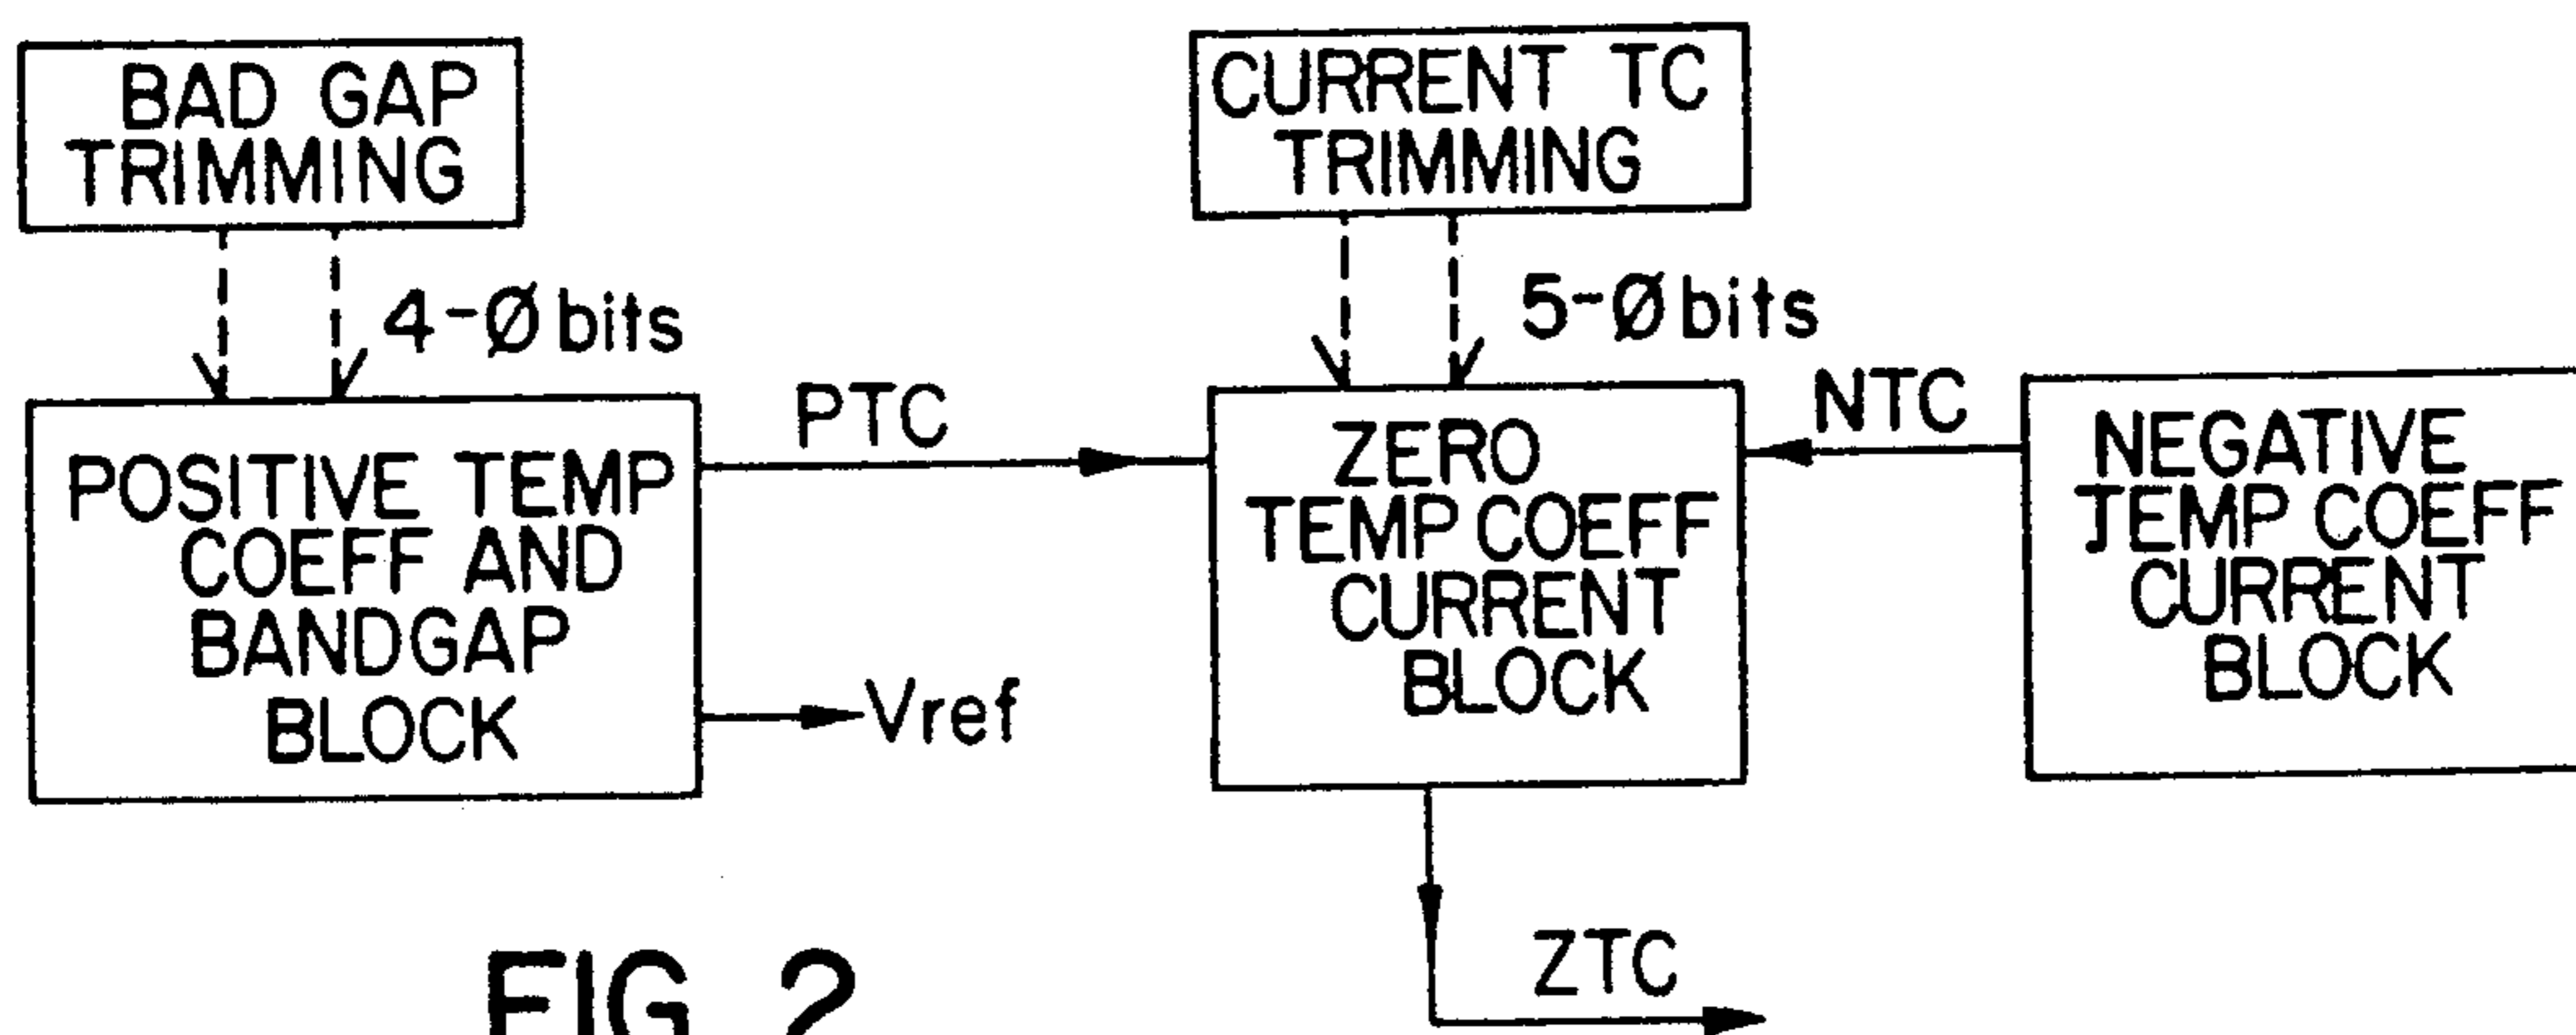 BAD GAP
TRIMMING
CURRENT TC
TRIMMING
4-Ø bits
5-Ø bits
PTC
NTC
POSITIVE TEMP
COEFF AND
BANDGAP
BLOCK
Vref
ZERO
TEMP COEFF
CURRENT
BLOCK
NEGATIVE
TEMP COEFF
CURRENT
BLOCK
ZTC
FIG. 2